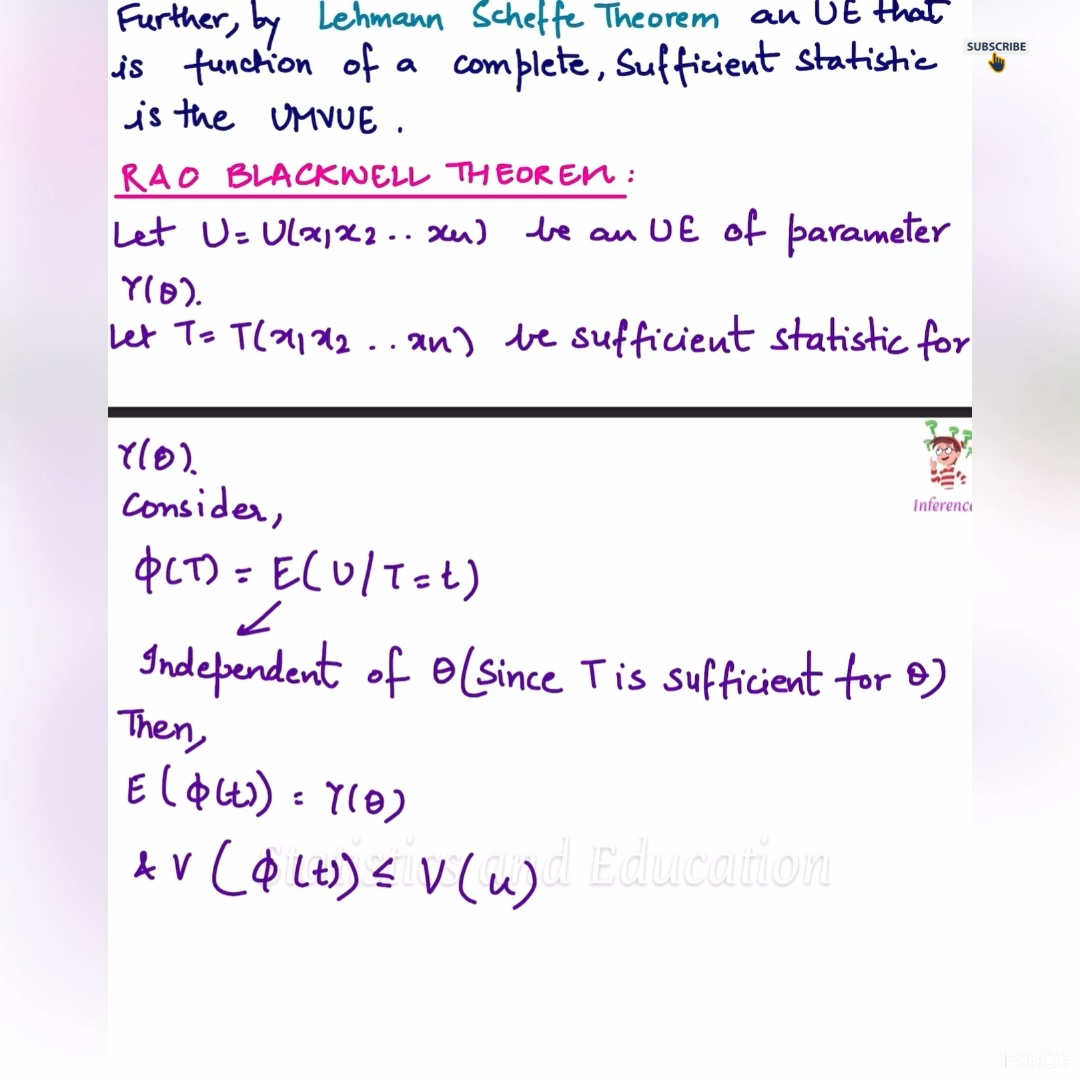 Further, by Lehmann Scheffe Theorem an UE that
SUBSCRIBE
is function of a complete, Sufficient statistic
is the UMVUE.
RAO BLACKWELL THEOREM:
Let U = U(x1 x2 .. xn) be an UE of parameter
γ(θ).
Let T = T(x1 x2 .. xn) be sufficient statistic for
γ(θ).
Consider,
Inference
ϕ(T) = E(U/T=t)
Independent of θ (Since T is sufficient for θ)
Then,
E(ϕ(t)) = γ(θ)
& V(ϕ(t)) ≤ V(u)
Statistics and Education
InShOt